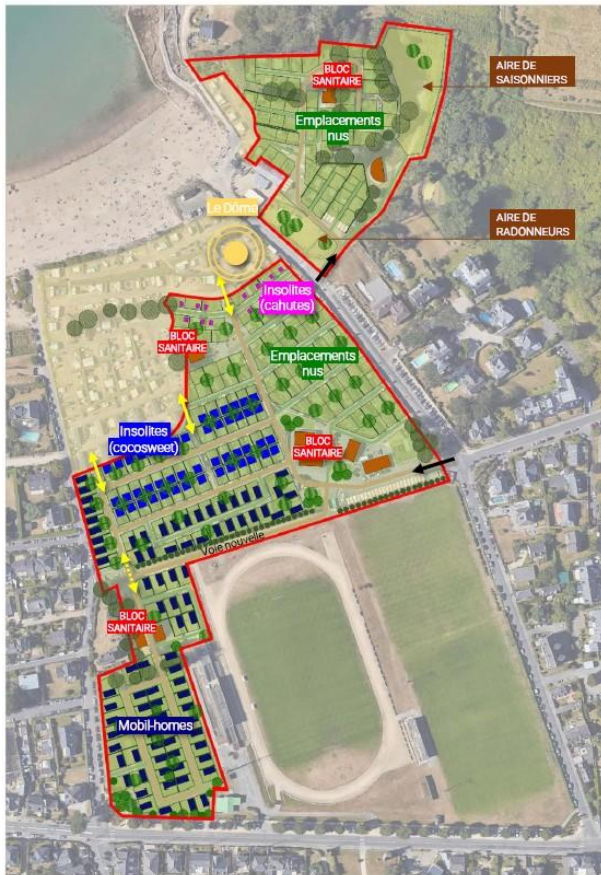 BLOC
SANITAIRE
AIRE DE
SAISONNIERS
Emplacements
nus
Le Dôme
AIRE DE
RADONNEURS
Insolites
(cahutes)
BLOC
SANITAIRE
Emplacements
nus
Insolites
(cocosweet)
BLOC
SANITAIRE
Voie nouvelle
BLOC
SANITAIRE
Mobil-homes